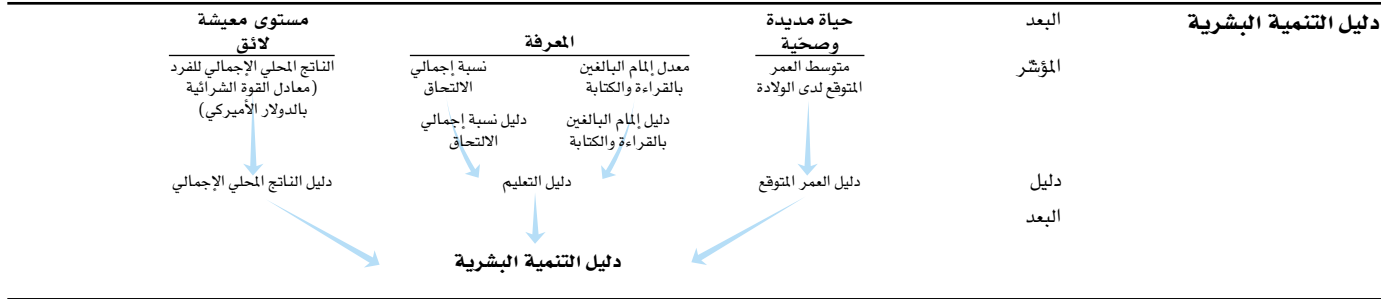 دليل التنمية البشرية
البعد
حياة مديدة
وصحّية
المعرفة
مستوى معيشة
لائق
المؤشّر
متوسط العمر
المتوقع لدى الولادة
معدل إلمام البالغين
بالقراءة والكتابة
نسبة إجمالي
الالتحاق
الناتج المحلي الإجمالي للفرد
(معادل القوة الشرائية
بالدولار الأميركي)
دليل إلمام البالغين
بالقراءة والكتابة
دليل نسبة إجمالي
الالتحاق
دليل
البعد
دليل العمر المتوقع
دليل التعليم
دليل الناتج المحلي الإجمالي
دليل التنمية البشرية